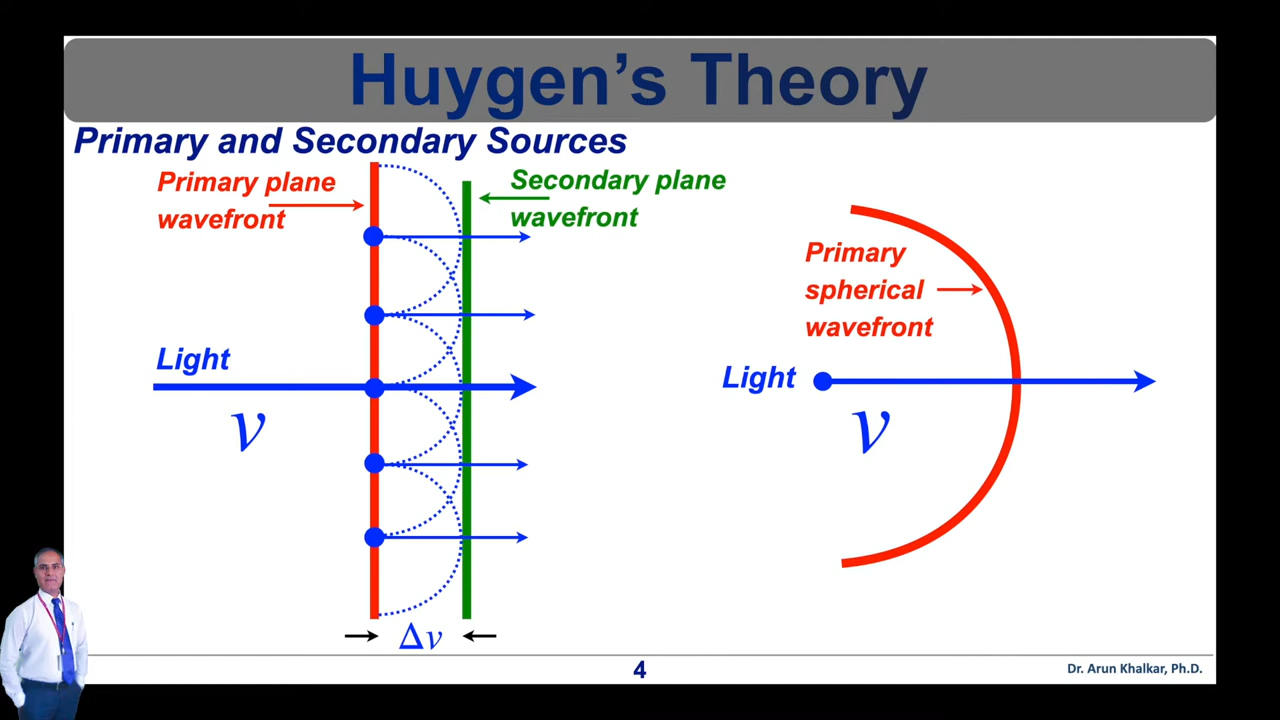 Huygen's Theory
Primary and Secondary Sources
Primary plane
wavefront
Secondary plane
wavefront
Light
v
Δv
Primary
spherical
wavefront
Light
v
4
Dr. Arun Khalkar, Ph.D.